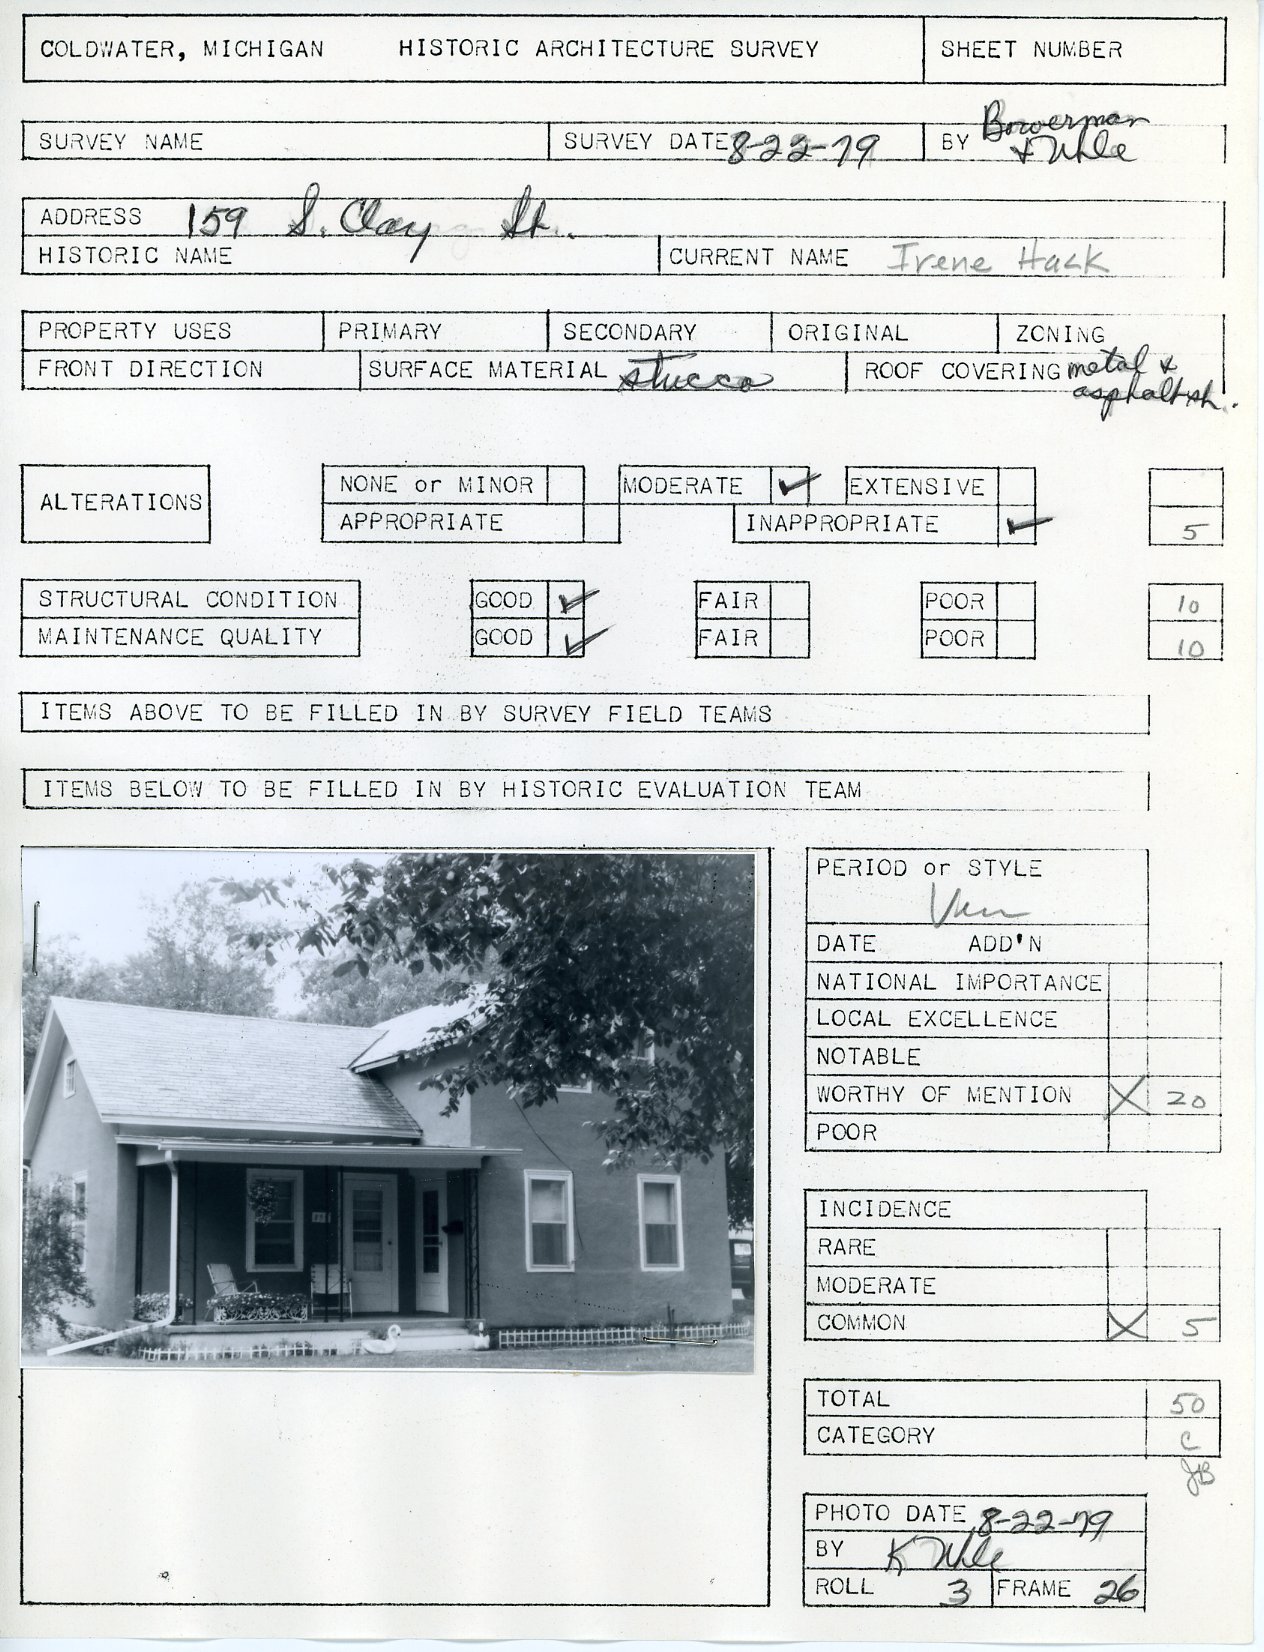 COLDWATER, MICHIGAN HISTORIC ARCHITECTURE SURVEY SHEET NUMBER
SURVEY NAME SURVEY DATE 8-22-79 BY Bowerman
& Uhle
ADDRESS 159 S. Clay St.
HISTORIC NAME CURRENT NAME Irene Hack
PROPERTY USES PRIMARY SECONDARY ORIGINAL ZONING
FRONT DIRECTION SURFACE MATERIAL stucco ROOF COVERING metal &
asphalt sh.
ALTERATIONS
NONE or MINOR MODERATE ✓ EXTENSIVE
APPROPRIATE INAPPROPRIATE ✓ 5
STRUCTURAL CONDITION GOOD ✓ FAIR POOR 10
MAINTENANCE QUALITY GOOD ✓ FAIR POOR 10
ITEMS ABOVE TO BE FILLED IN BY SURVEY FIELD TEAMS
ITEMS BELOW TO BE FILLED IN BY HISTORIC EVALUATION TEAM
PERIOD or STYLE
Ver
DATE ADD'N
NATIONAL IMPORTANCE
LOCAL EXCELLENCE
NOTABLE
WORTHY OF MENTION X 20
POOR
INCIDENCE
RARE
MODERATE
COMMON X 5
TOTAL 50
CATEGORY C
JB
PHOTO DATE 8-22-79
BY K Uhle
ROLL 3 FRAME 26